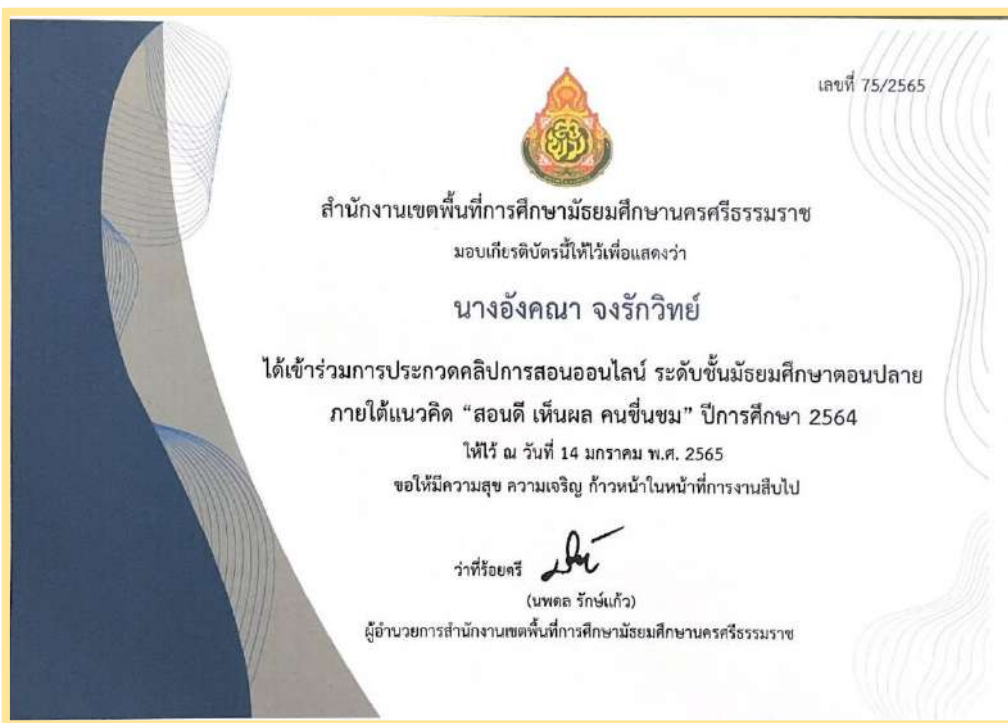 เลขที่ 75/2565
สำนักงานเขตพื้นที่การศึกษามัธยมศึกษานครศรีธรรมราช
มอบเกียรติบัตรนี้ให้ไว้เพื่อแสดงว่า
นางอังคณา จงรักวิทย์
ได้เข้าร่วมการประกวดคลิปการสอนออนไลน์ ระดับชั้นมัธยมศึกษาตอนปลาย
ภายใต้แนวคิด “สอนดี เห็นผล คนชื่นชม” ปีการศึกษา 2564
ให้ไว้ ณ วันที่ 14 มกราคม พ.ศ. 2565
ขอให้มีความสุข ความเจริญ ก้าวหน้าในหน้าที่การงานสืบไป
ว่าที่ร้อยตรี
(นพดล รักษ์แก้ว)
ผู้อำนวยการสำนักงานเขตพื้นที่การศึกษามัธยมศึกษานครศรีธรรมราช